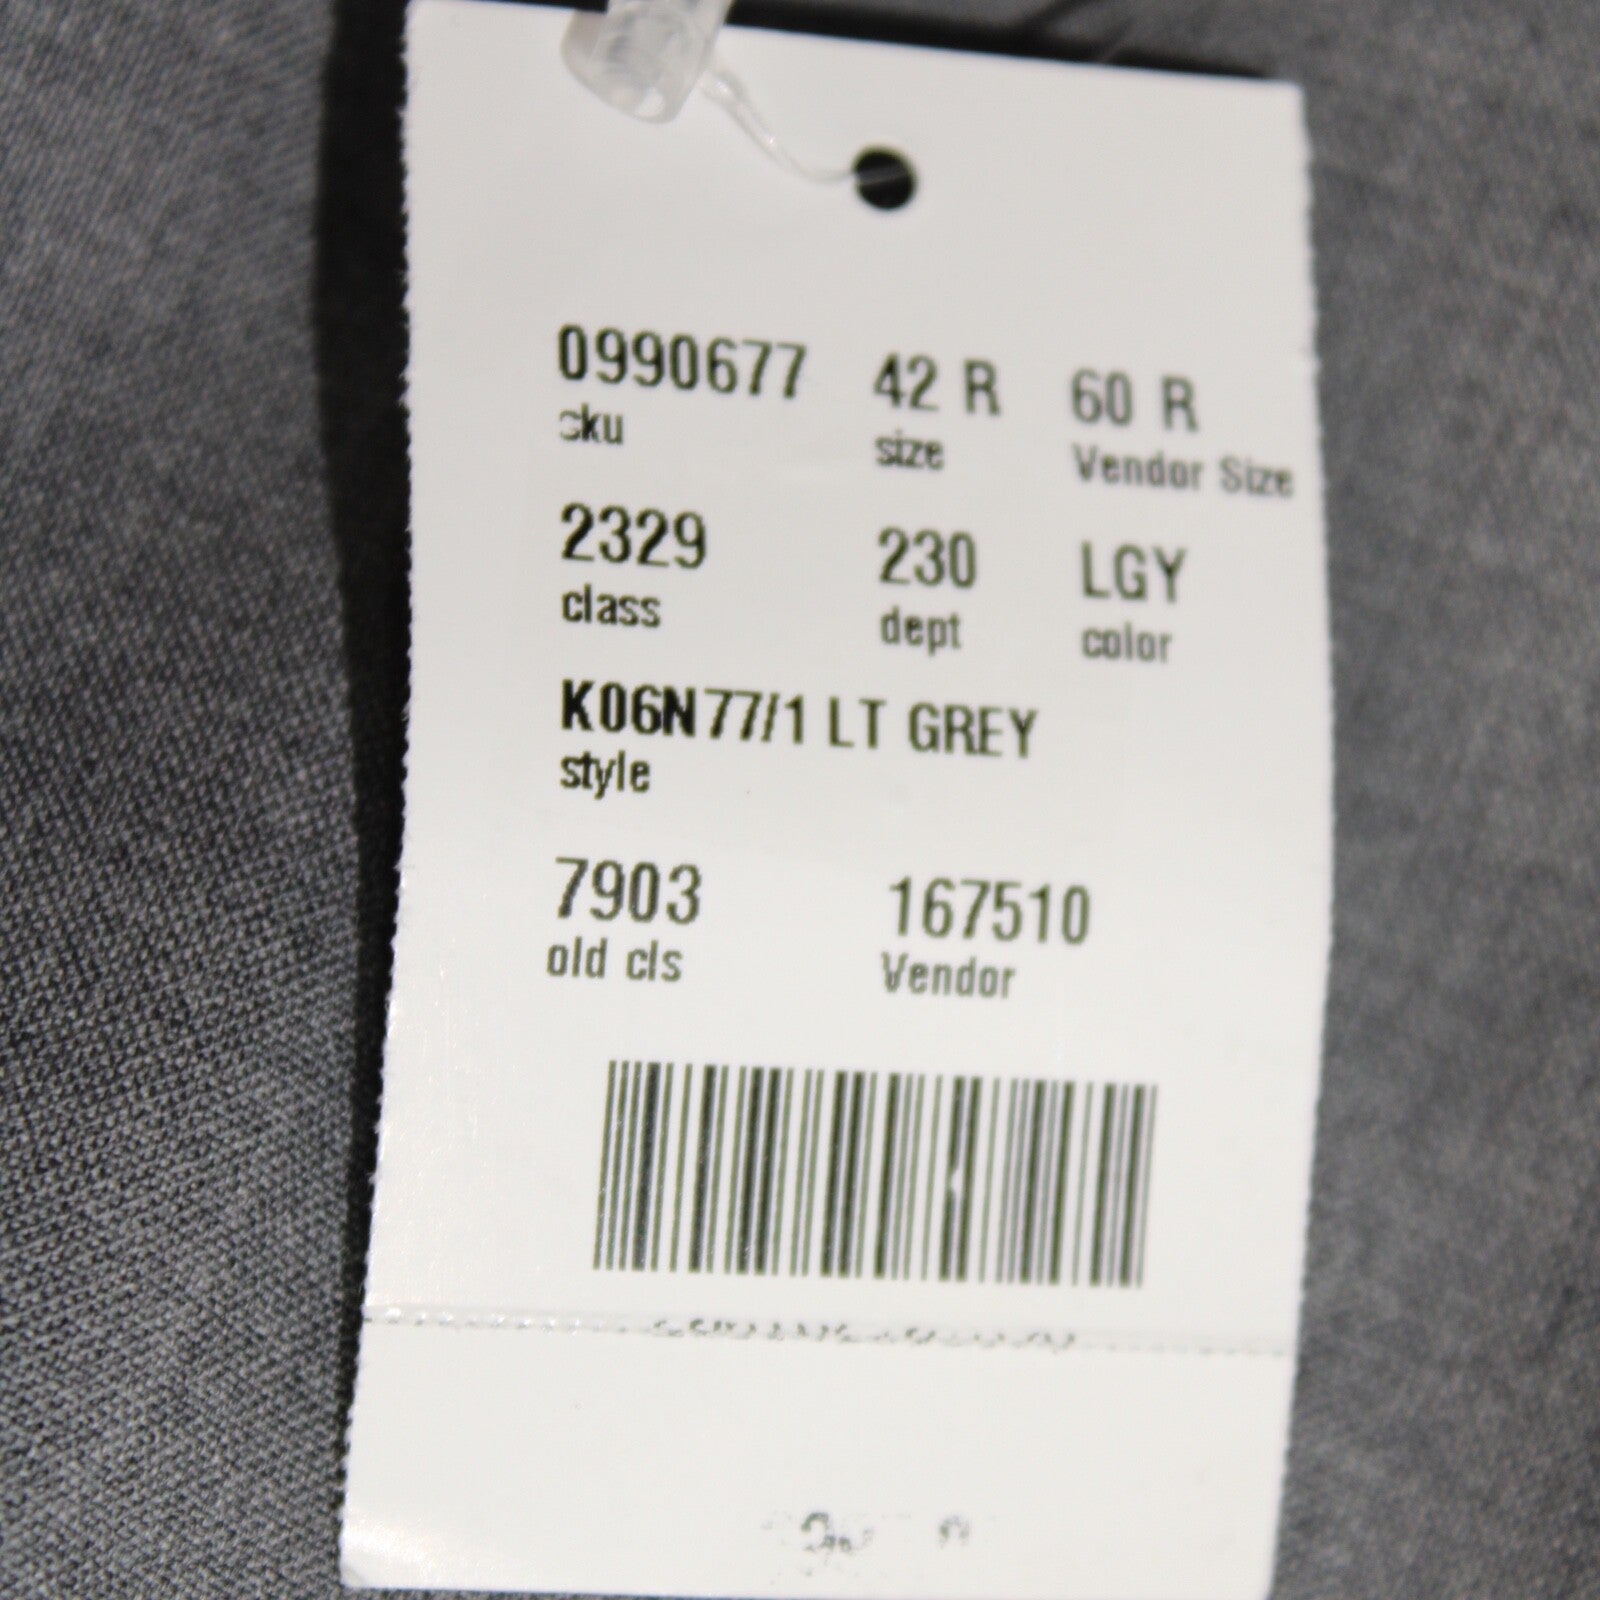 0990677 42 R 60 R
sku size Vendor Size
2329 230 LGY
class dept color
K06N77/1 LT GREY
style
7903 167510
old cls Vendor